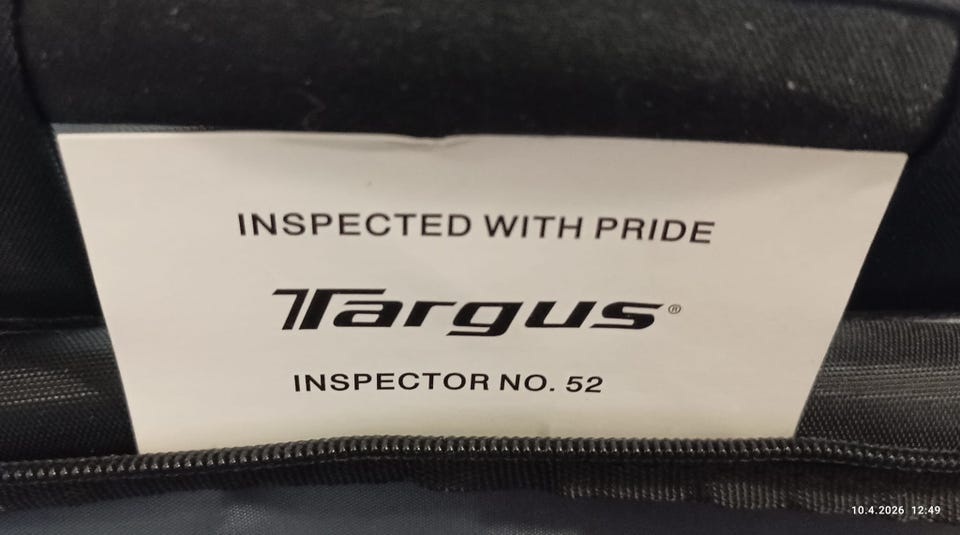 INSPECTED WITH PRIDE
Targus®
INSPECTOR NO. 52
10.4.2026 12:49